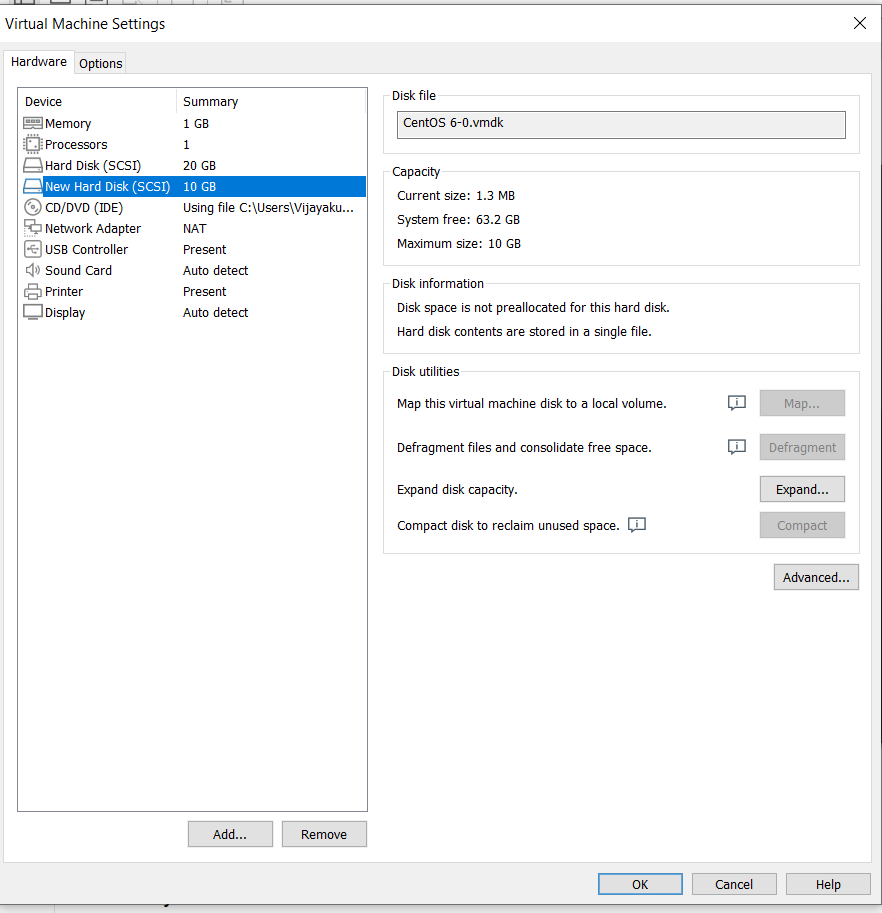 Virtual Machine Settings
Hardware
Options
Device Summary
Memory 1 GB
Processors 1
Hard Disk (SCSI) 20 GB
New Hard Disk (SCSI) 10 GB
CD/DVD (IDE) Using file C:\Users\Vijayaku...
Network Adapter NAT
USB Controller Present
Sound Card Auto detect
Printer Present
Display Auto detect
Add...
Remove
Disk file
CentOS 6-0.vmdk
Capacity
Current size: 1.3 MB
System free: 63.2 GB
Maximum size: 10 GB
Disk information
Disk space is not preallocated for this hard disk.
Hard disk contents are stored in a single file.
Disk utilities
Map this virtual machine disk to a local volume. Map...
Defragment files and consolidate free space. Defragment
Expand disk capacity. Expand...
Compact disk to reclaim unused space. Compact
Advanced...
OK
Cancel
Help